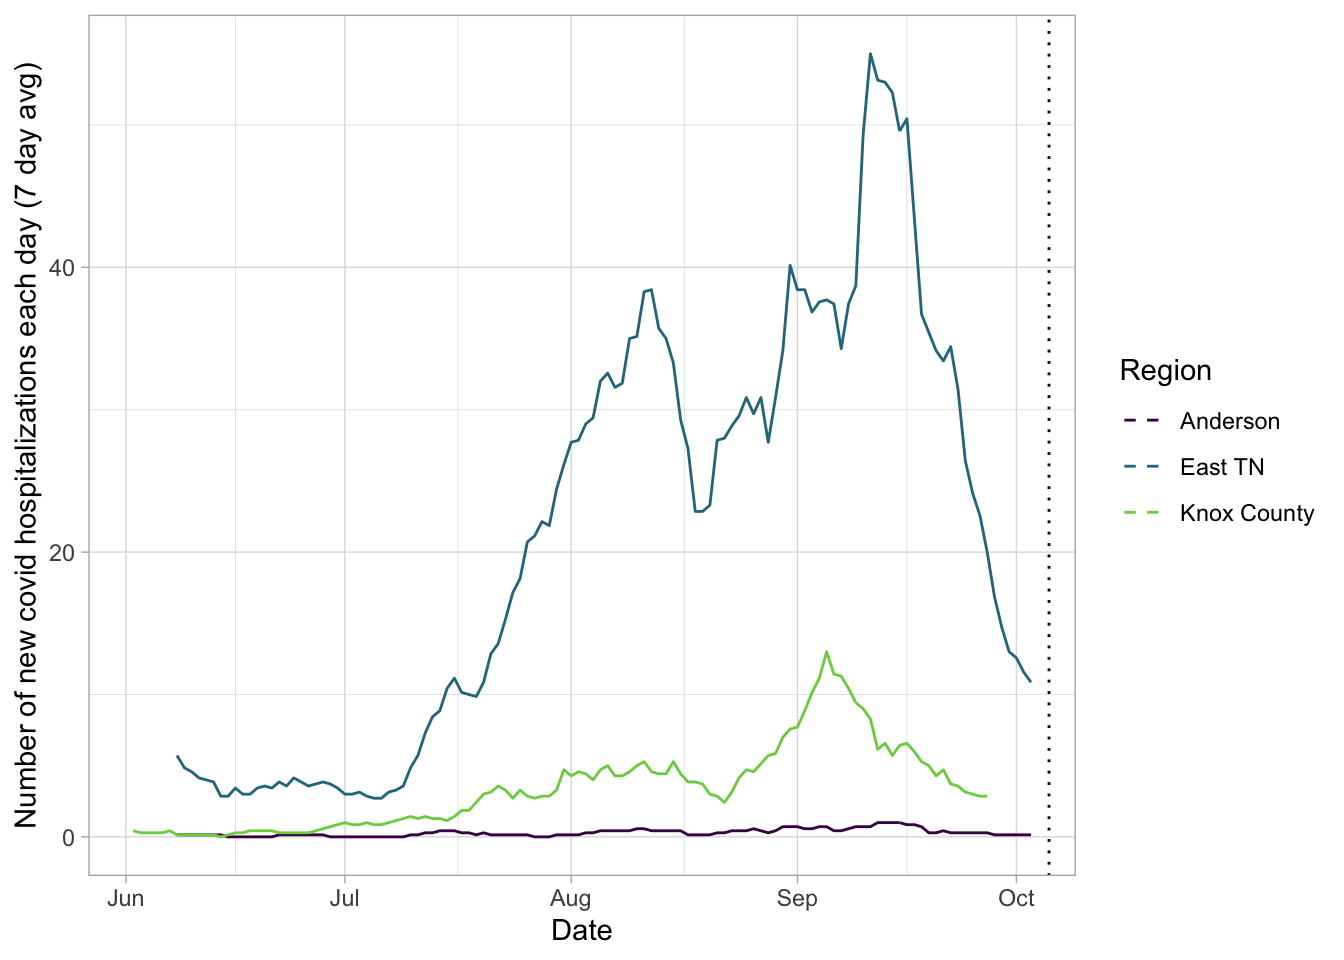 Number of new covid hospitalizations each day (7 day avg)
40
20
0
Jun Jul Aug Sep Oct
Date
Region
Anderson
East TN
Knox County